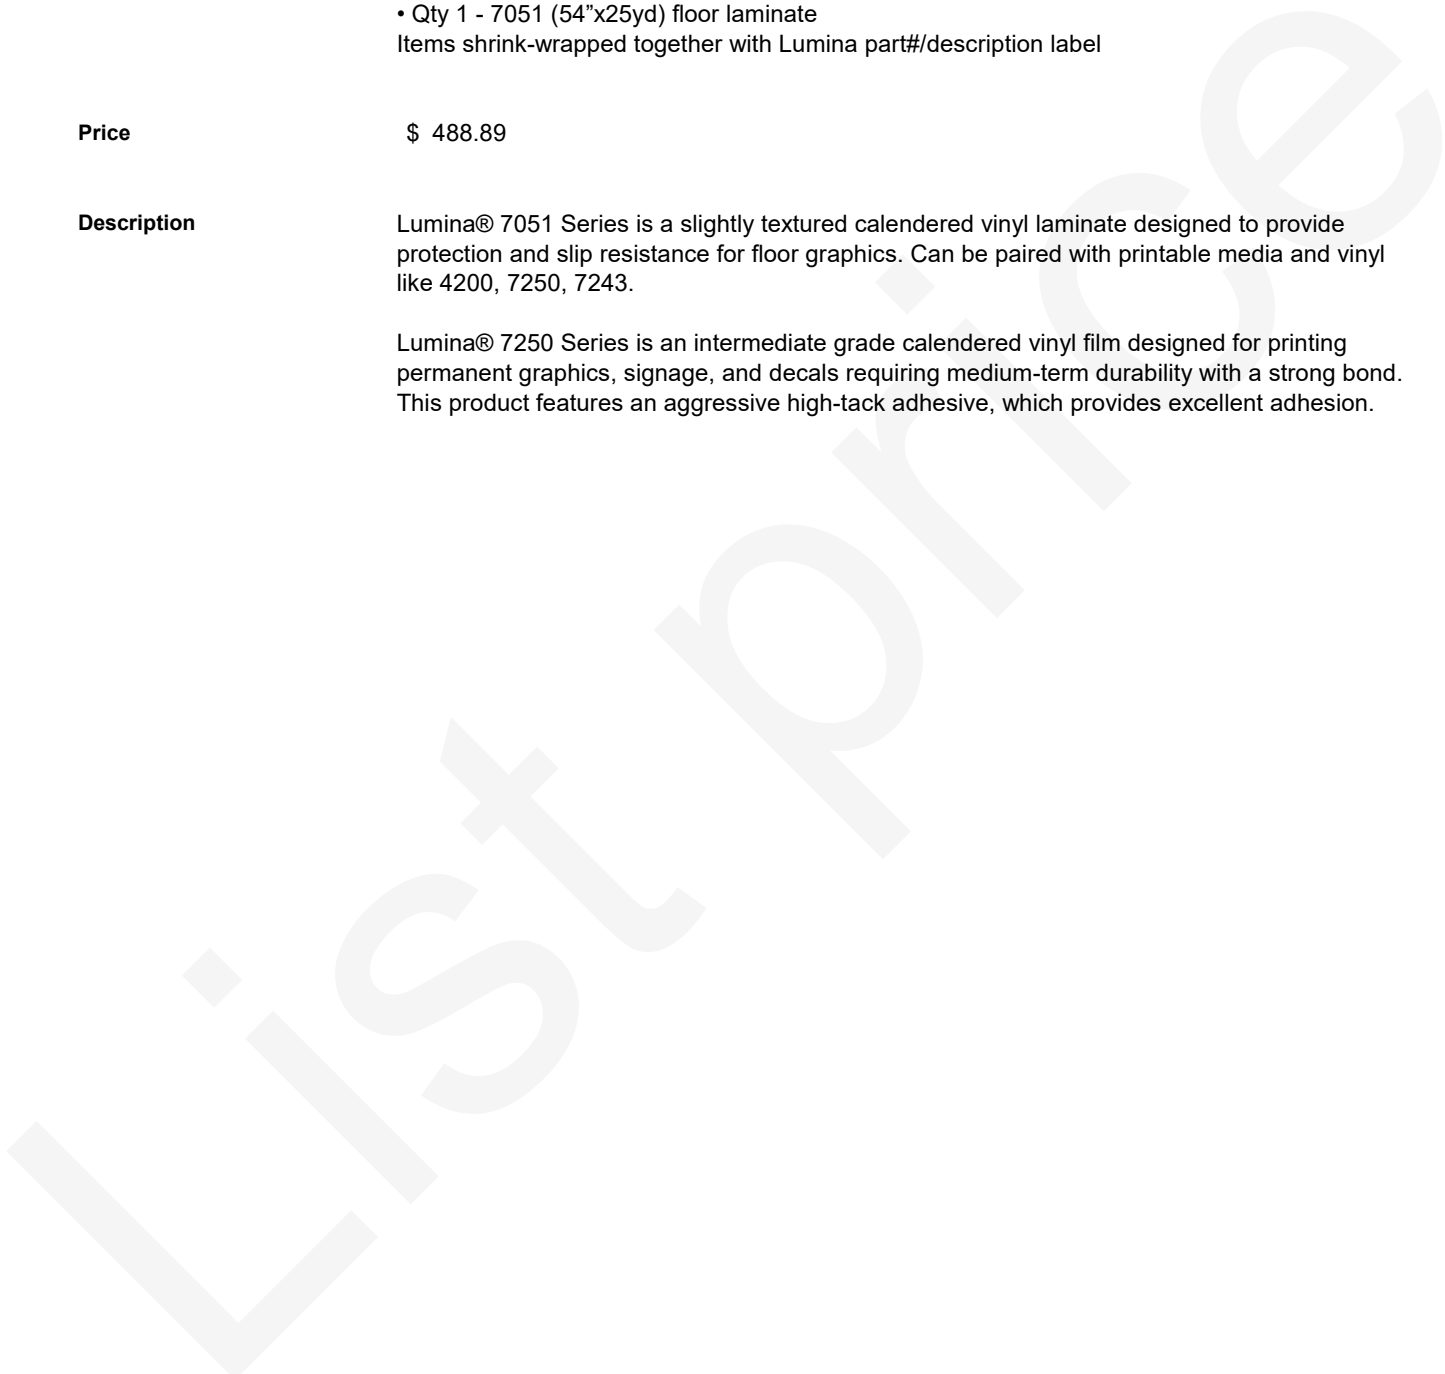 • Qty 1 - 7051 (54”x25yd) floor laminate
Items shrink-wrapped together with Lumina part#/description label
Price $ 488.89
Description Lumina® 7051 Series is a slightly textured calendered vinyl laminate designed to provide
protection and slip resistance for floor graphics. Can be paired with printable media and vinyl
like 4200, 7250, 7243.
Lumina® 7250 Series is an intermediate grade calendered vinyl film designed for printing
permanent graphics, signage, and decals requiring medium-term durability with a strong bond.
This product features an aggressive high-tack adhesive, which provides excellent adhesion.
List price